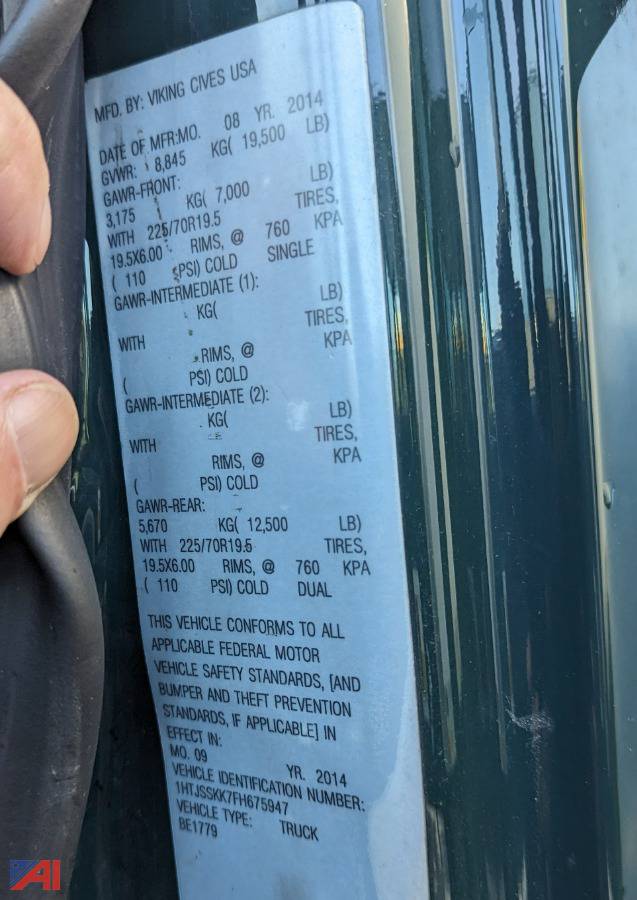 MFD. BY: VIKING CIVES USA
DATE OF MFR:MO. 08 YR. 2014
GVWR: 8,845 KG( 19,500 LB)
GAWR-FRONT:
3,175 KG( 7,000 LB)
WITH 225/70R19.5 TIRES,
19.5X6.00 RIMS, @ 760 KPA
( 110 PSI) COLD SINGLE
GAWR-INTERMEDIATE (1):
KG( LB)
WITH TIRES,
RIMS, @ KPA
( PSI) COLD
GAWR-INTERMEDIATE (2):
KG( LB)
WITH TIRES,
RIMS, @ KPA
( PSI) COLD
GAWR-REAR:
5,670 KG( 12,500 LB)
WITH 225/70R19.5 TIRES,
19.5X6.00 RIMS, @ 760 KPA
( 110 PSI) COLD DUAL
THIS VEHICLE CONFORMS TO ALL
APPLICABLE FEDERAL MOTOR
VEHICLE SAFETY STANDARDS, [AND
BUMPER AND THEFT PREVENTION
STANDARDS, IF APPLICABLE] IN
EFFECT IN:
MO. 09 YR. 2014
VEHICLE IDENTIFICATION NUMBER:
1HTJSSKK7FH675947
VEHICLE TYPE: TRUCK
BE1779
AI